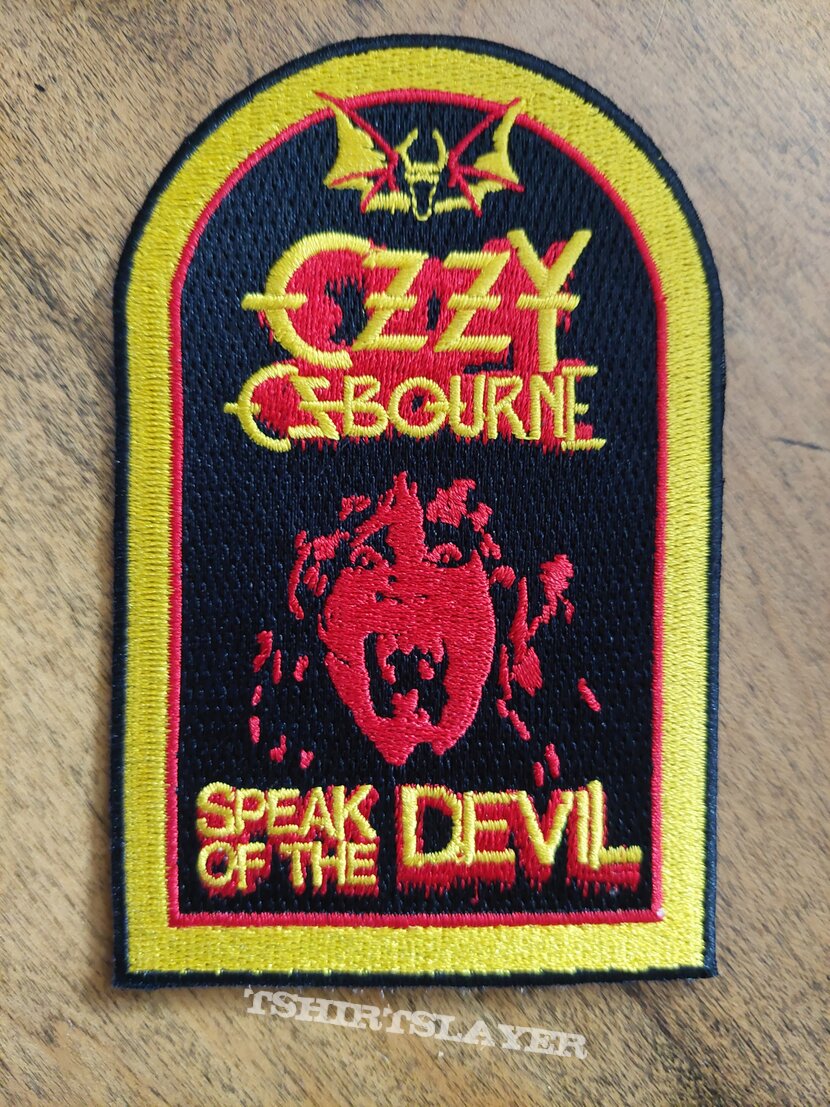 OZZY
OSBOURNE
SPEAK
OF THE
DEVIL
TSHIRTSLAYER